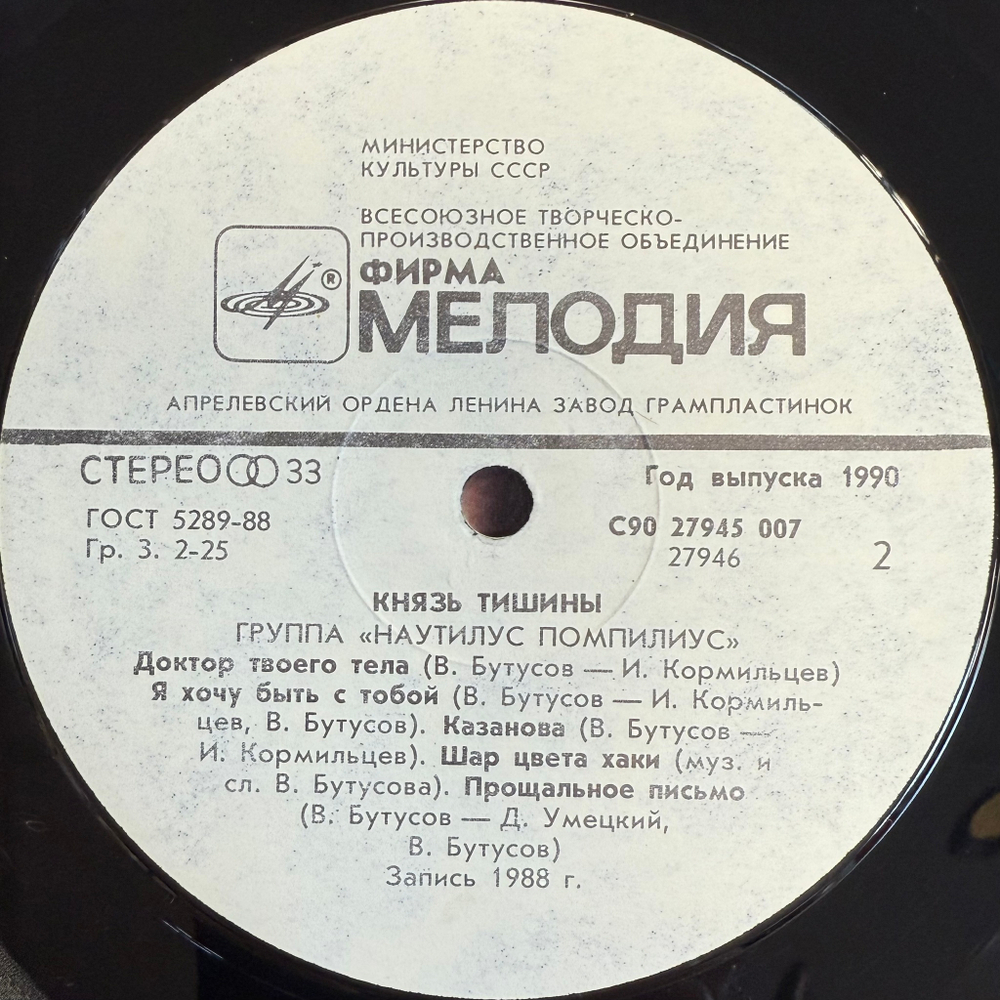 МИНИСТЕРСТВО
КУЛЬТУРЫ СССР
ВСЕСОЮЗНОЕ ТВОРЧЕСКО-
ПРОИЗВОДСТВЕННОЕ ОБЪЕДИНЕНИЕ
ФИРМА
®
МЕЛОДИЯ
АПРЕЛЕВСКИЙ ОРДЕНА ЛЕНИНА ЗАВОД ГРАМПЛАСТИНОК
СТЕРЕО 33
Год выпуска 1990
ГОСТ 5289-88
С90 27945 007
Гр. 3. 2-25
27946
2
КНЯЗЬ ТИШИНЫ
ГРУППА «НАУТИЛУС ПОМПИЛИУС»
Доктор твоего тела (В. Бутусов — И. Кормильцев)
Я хочу быть с тобой (В. Бутусов — И. Кормиль-
цев, В. Бутусов). Казанова (В. Бутусов —
И. Кормильцев). Шар цвета хаки (муз. и
сл. В. Бутусова). Прощальное письмо
(В. Бутусов — Д. Умецкий,
В. Бутусов)
Запись 1988 г.